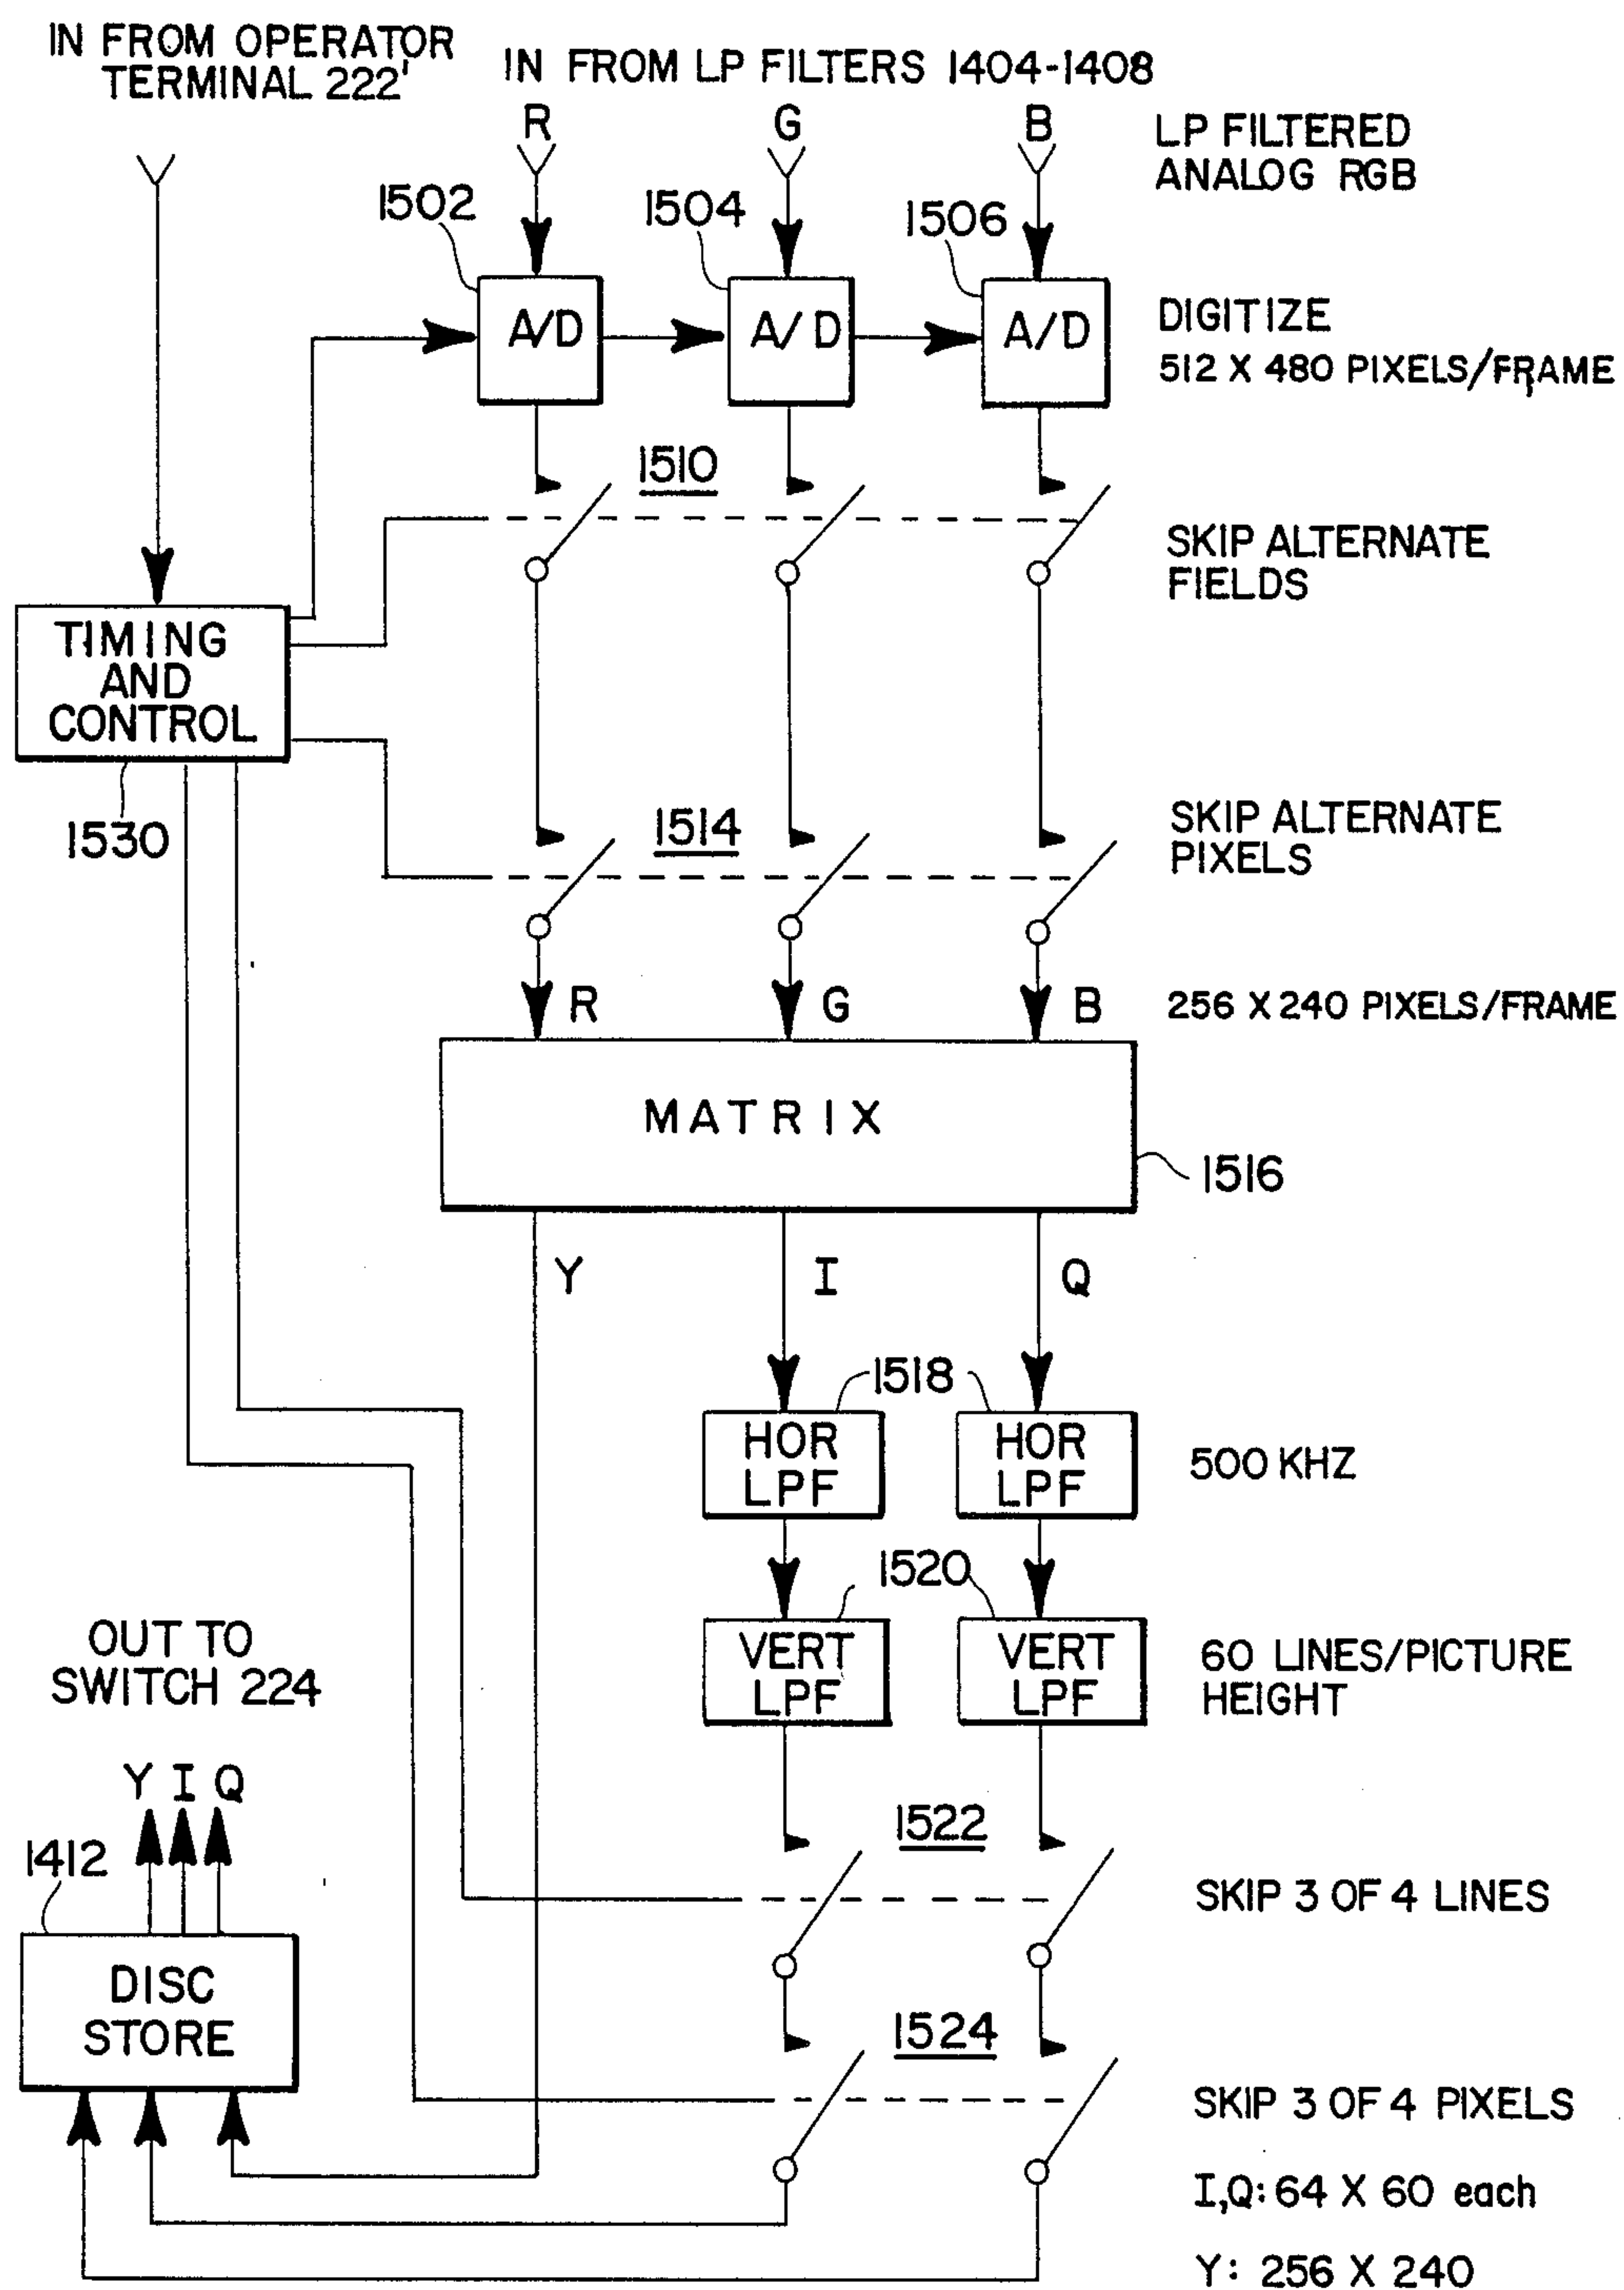 IN FROM OPERATOR
TERMINAL 222'
IN FROM LP FILTERS 1404-1408
R
G
B
LP FILTERED
ANALOG RGB
1502
1504
1506
A/D
A/D
A/D
DIGITIZE
512 X 480 PIXELS/FRAME
1510
SKIP ALTERNATE
FIELDS
TIMING
AND
CONTROL
1530
1514
SKIP ALTERNATE
PIXELS
R
G
B
256 X 240 PIXELS/FRAME
MATRIX
1516
Y
I
Q
1518
HOR
LPF
HOR
LPF
500 KHZ
1520
VERT
LPF
VERT
LPF
60 LINES/PICTURE
HEIGHT
OUT TO
SWITCH 224
Y I Q
1412
DISC
STORE
1522
SKIP 3 OF 4 LINES
1524
SKIP 3 OF 4 PIXELS
I,Q: 64 X 60 each
Y: 256 X 240